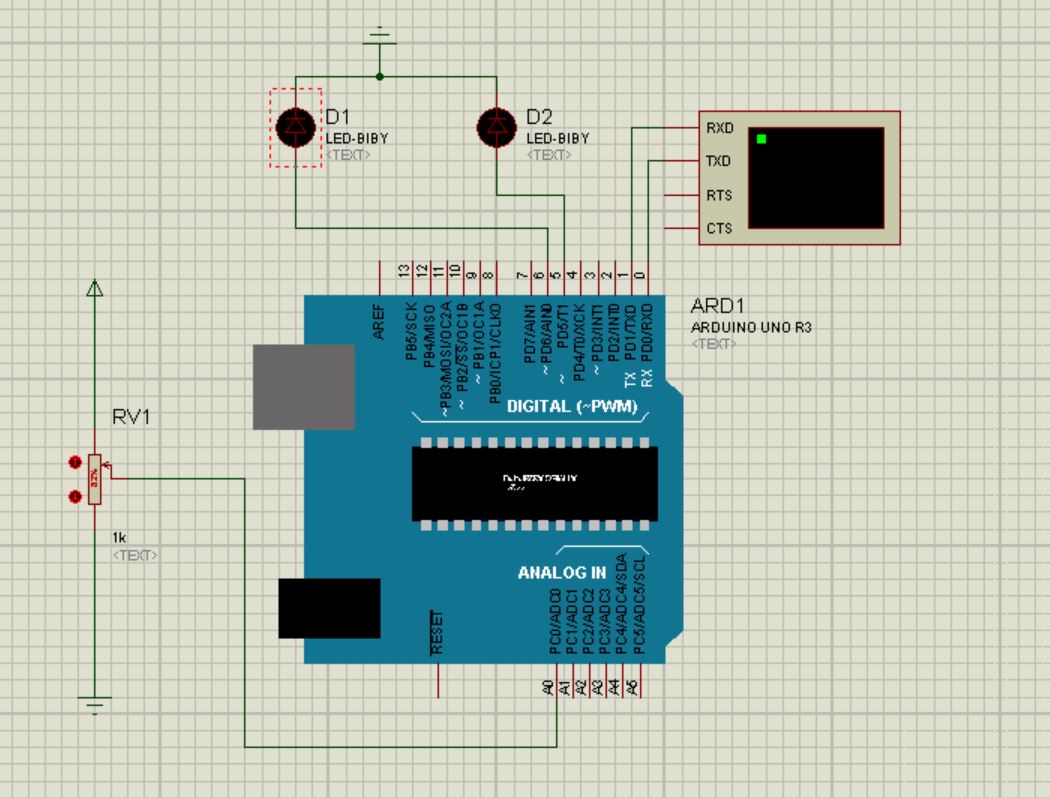 D1
LED-BIBY
<TEXT>
D2
LED-BIBY
<TEXT>
RXD
TXD
RTS
CTS
AREF
13
12
11
10
9
8
7
6
5
4
3
2
1
0
PB5/SCK
PB4/MISO
~PB3/MOSI/OC2A
~PB2/SS/OC1B
~PB1/OC1A
PB0/ICP1/CLKO
PD7/AIN1
~PD6/AIN0
~PD5/T1
PD4/T0/XCK
~PD3/INT1
PD2/INT0
TX PD1/TXD
RX PD0/RXD
DIGITAL (~PWM)
ARD1
ARDUINO UNO R3
<TEXT>
RV1
82%
1k
<TEXT>
ANALOG IN
RESET
PC0/ADC0
PC1/ADC1
PC2/ADC2
PC3/ADC3
PC4/ADC4/SDA
PC5/ADC5/SCL
A0
A1
A2
A3
A4
A5